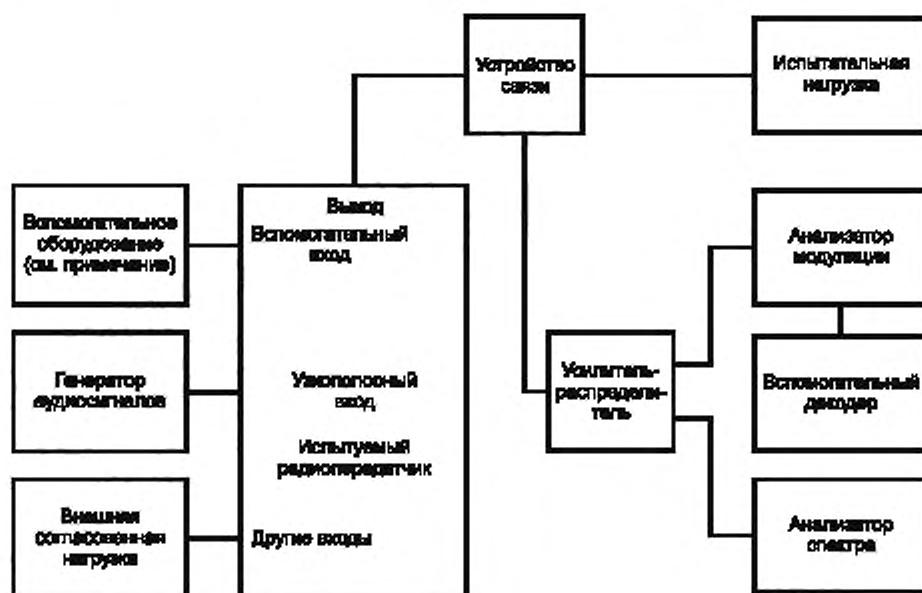 Устройство
связи
Испытательная
нагрузка
Выход
Вспомогательное
оборудование
(см. примечание)
Вспомогательный
вход
Анализатор
модуляции
Генератор
аудиосигналов
Узкополосный
вход
Усилитель-
распредели-
тель
Вспомогательный
декодер
Испытуемый
радиопередатчик
Внешняя
согласованная
нагрузка
Другие входы
Анализатор
спектра